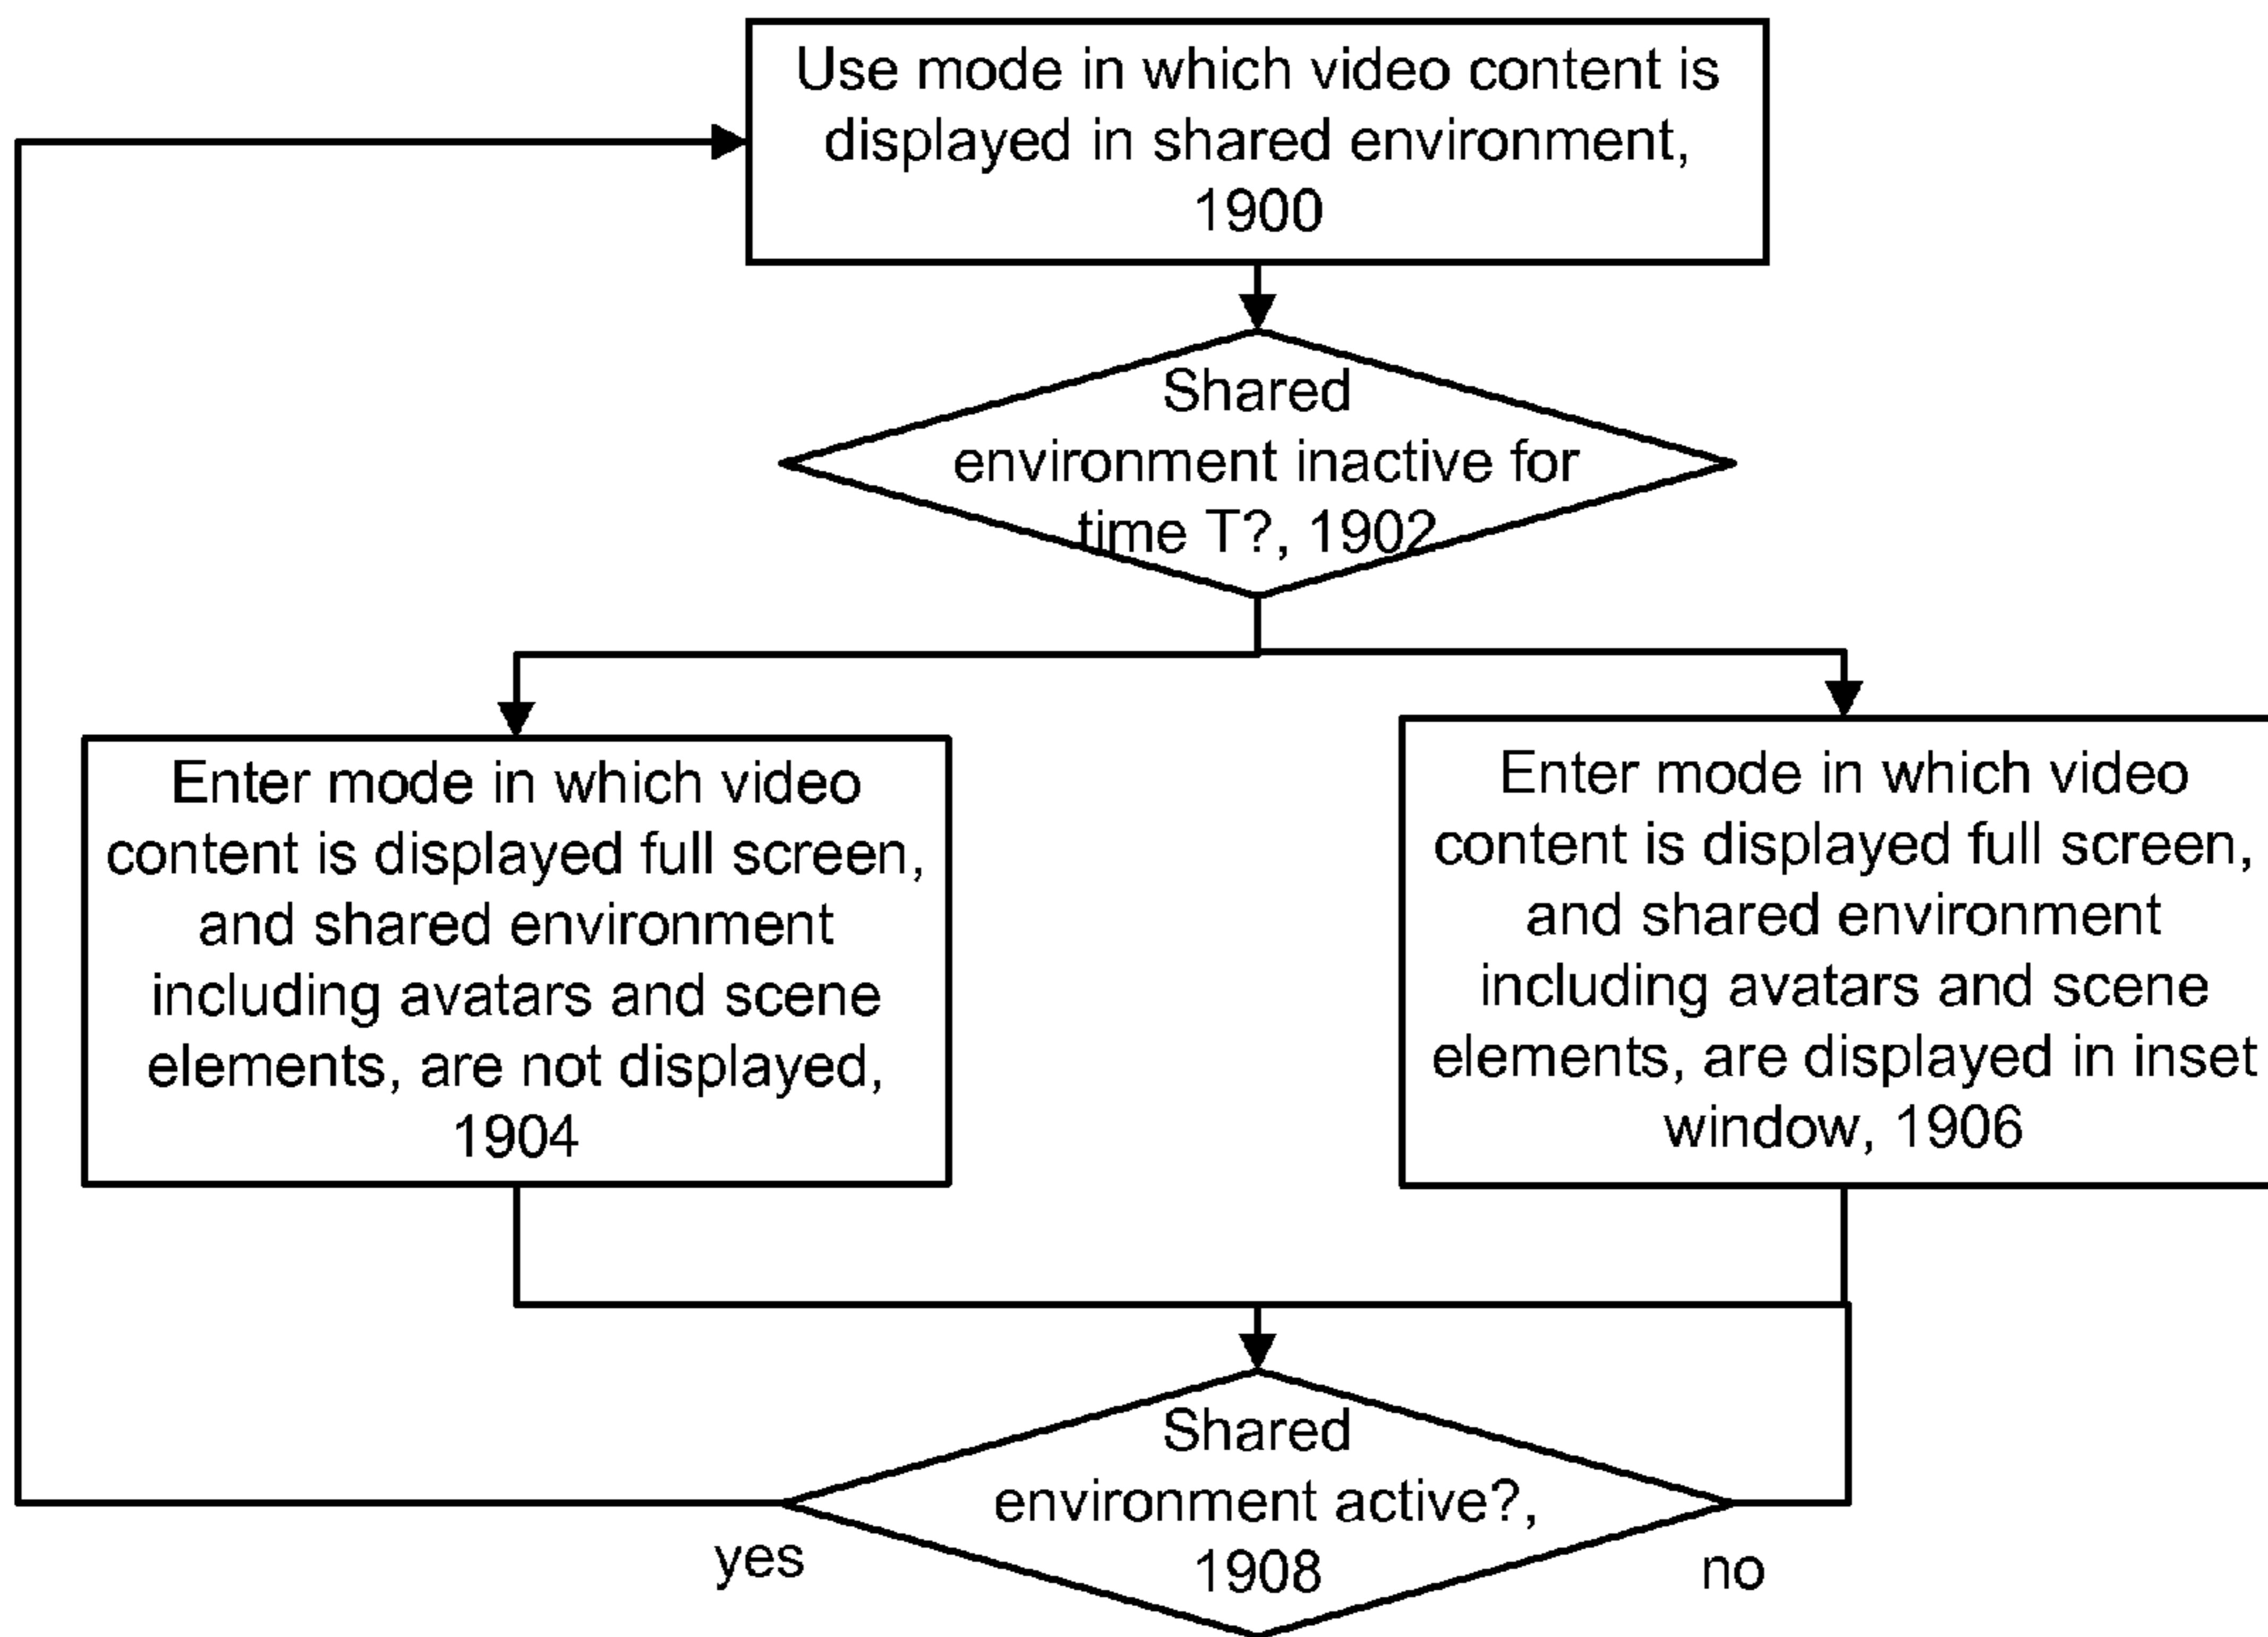 Use mode in which video content is
displayed in shared environment,
1900
Shared
environment inactive for
time T?, 1902
Enter mode in which video
content is displayed full screen,
and shared environment
including avatars and scene
elements, are not displayed,
1904
Enter mode in which video
content is displayed full screen,
and shared environment
including avatars and scene
elements, are displayed in inset
window, 1906
Shared
environment active?,
1908
yes
no